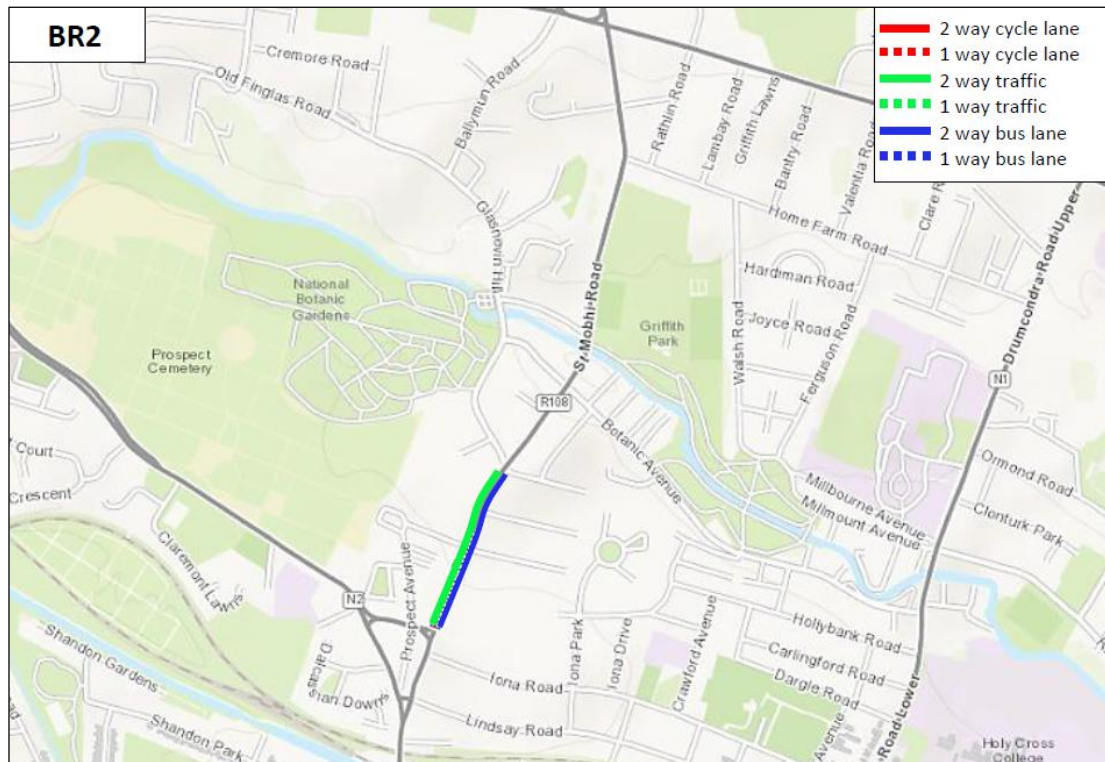 BR2
2 way cycle lane
1 way cycle lane
2 way traffic
1 way traffic
2 way bus lane
1 way bus lane
Cremore Road
Old Finglas Road
Ballymun Road
Rathlin Road
Lambay Road
Griffith Lawns
Bantry Road
Valentia Road
Clare R
Home Farm Road
Drumcondra Road Upper
Glasnevin Hill
St Mobhi Road
Hardiman Road
National
Botanic
Gardens
Griffith
Park
Joyce Road
Walsh Road
Ferguson Road
Prospect
Cemetery
N1
R108
Botanic Avenue
t Court
Crescent
Ormond Road
Millbourne Avenue
Millmount Avenue
Clonturk Park
Claremont Lawns
N2
Prospect Avenue
Shandon Gardens
Dalcas
sian Downs
Iona Road
Iona Park
Iona Drive
Crawford Avenue
Hollybank Road
Carlingford Road
Dargle Road
Lindsay Road
Shandon Park
Avenue
Road Lower
Holy Cross
College